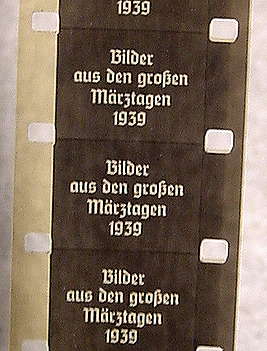 1939
Bilder
aus den großen
Märztagen
1939
Bilder
aus den großen
Märztagen
1939
Bilder
aus den großen
Märztagen
1939